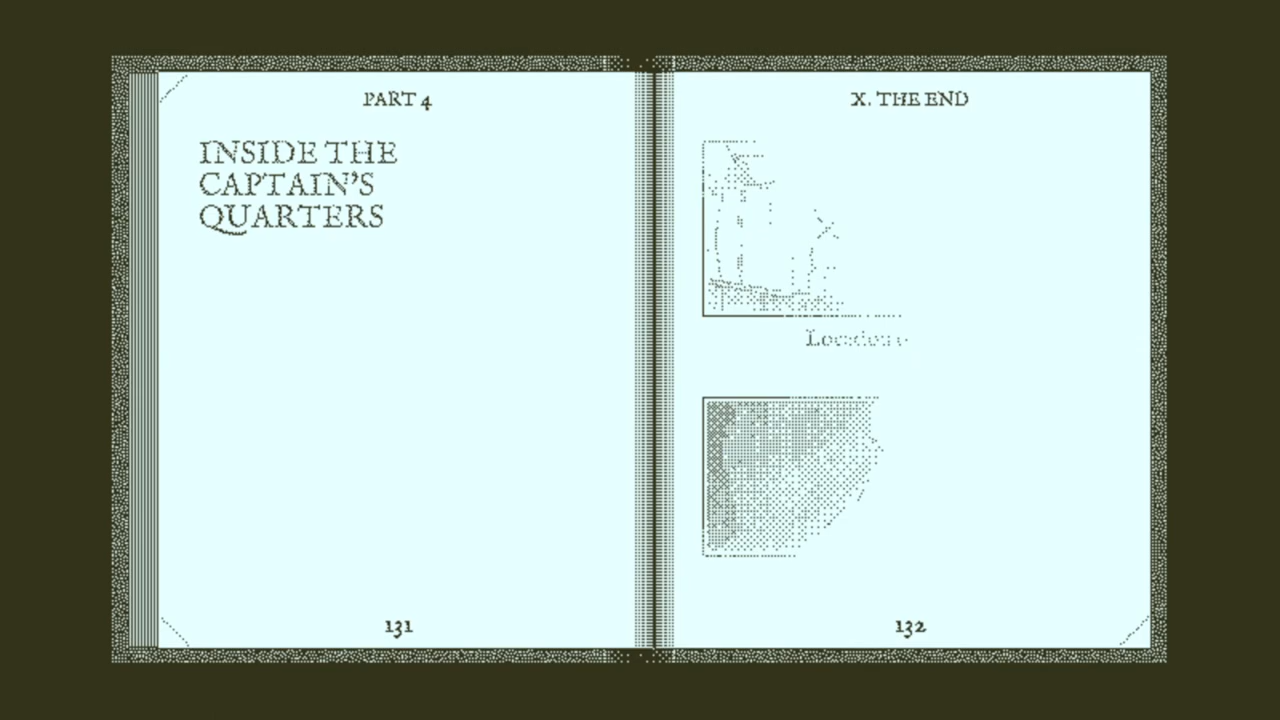 PART 4
INSIDE THE
CAPTAIN'S
QUARTERS
131
X. THE END
132